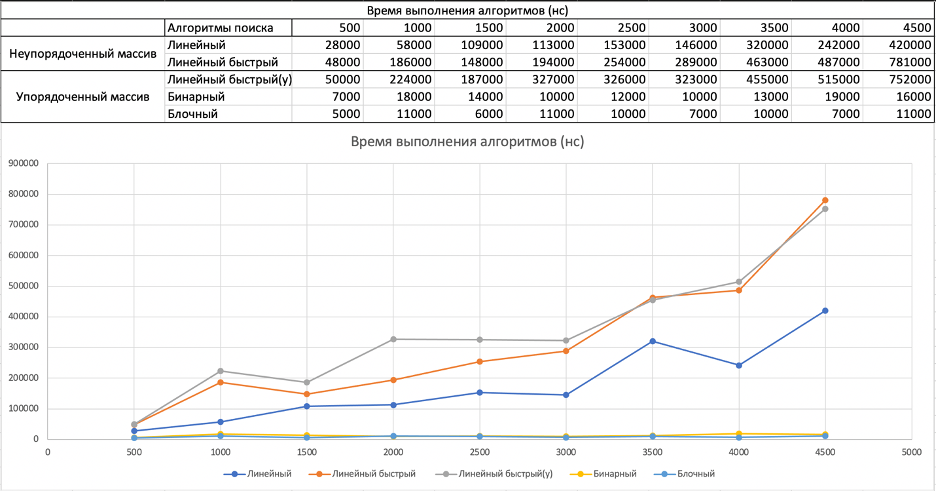 Время выполнения алгоритмов (нс)
Алгоритмы поиска 500 1000 1500 2000 2500 3000 3500 4000 4500
Неупорядоченный массив
Линейный 28000 58000 109000 113000 153000 146000 320000 242000 420000
Линейный быстрый 48000 186000 148000 194000 254000 289000 463000 487000 781000
Упорядоченный массив
Линейный быстрый(у) 50000 224000 187000 327000 326000 323000 455000 515000 752000
Бинарный 7000 18000 14000 10000 12000 10000 13000 19000 16000
Блочный 5000 11000 6000 11000 10000 7000 10000 7000 11000
Время выполнения алгоритмов (нс)
900000
800000
700000
600000
500000
400000
300000
200000
100000
0
0 500 1000 1500 2000 2500 3000 3500 4000 4500 5000
Линейный Линейный быстрый Линейный быстрый(у) Бинарный Блочный